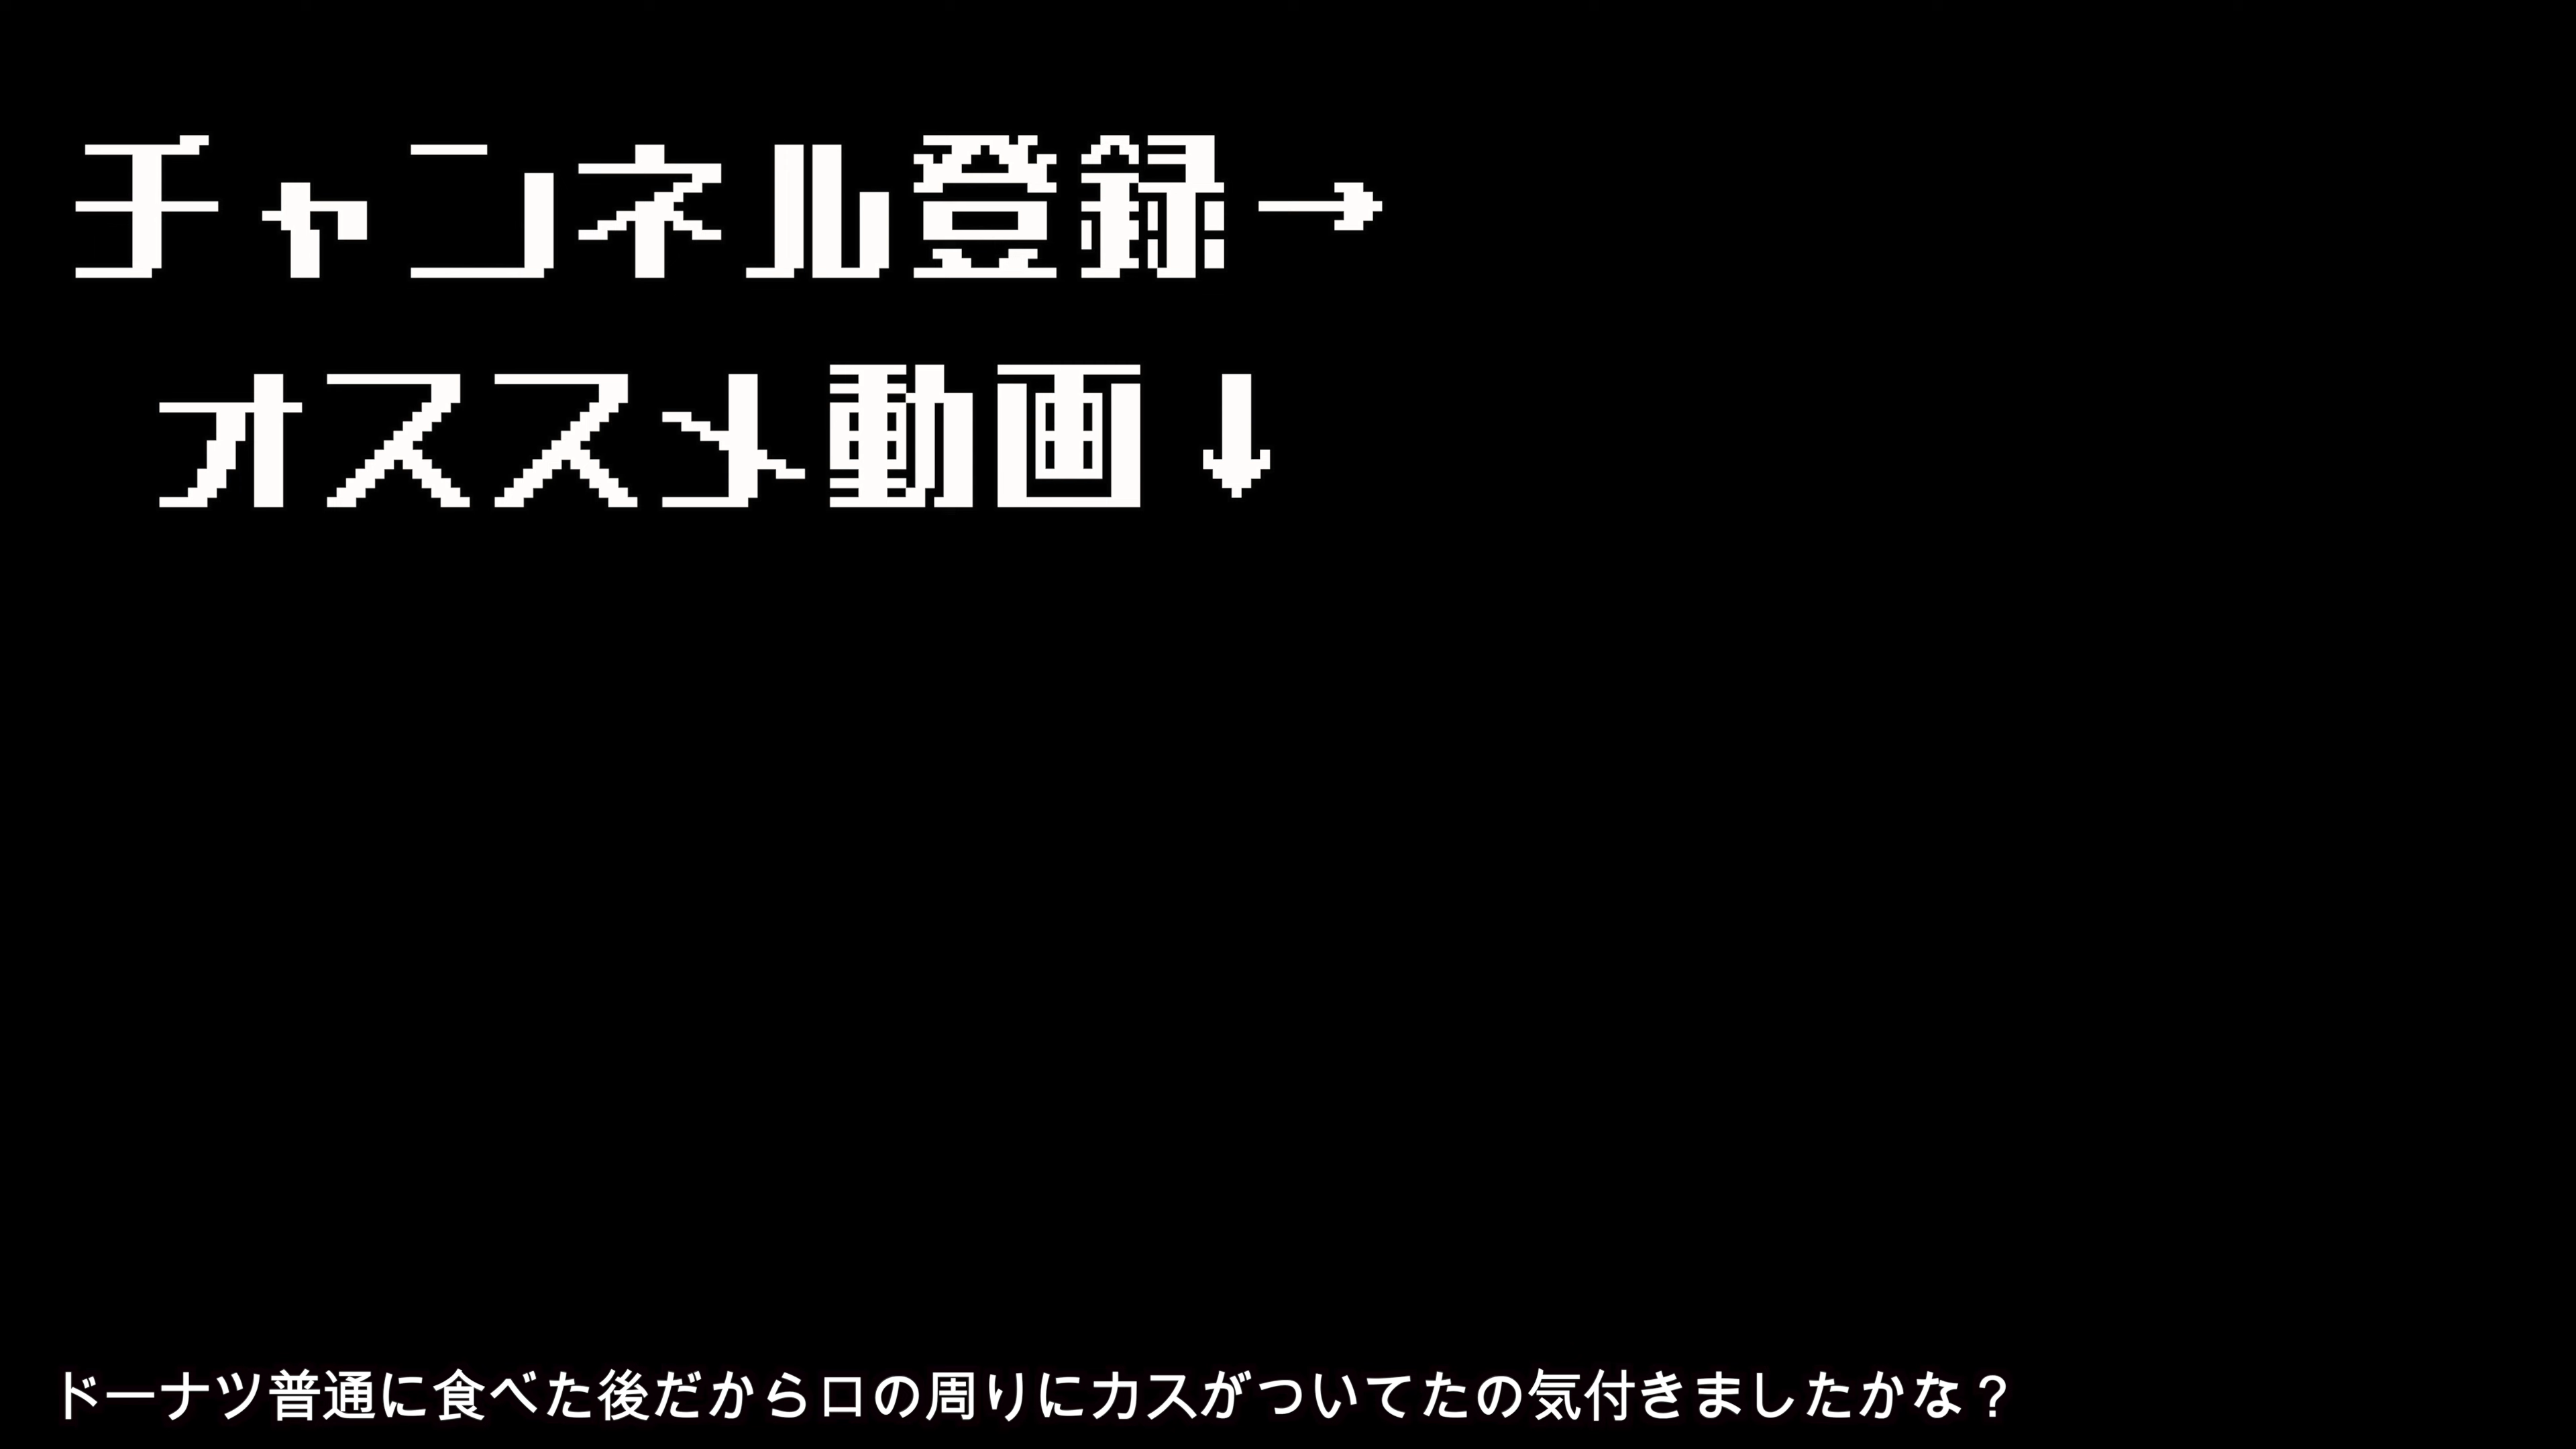 チャンネル登録→
オススメ動画↓
ドーナツ普通に食べた後だから口の周りにカスがついてたの気付きましたかな？